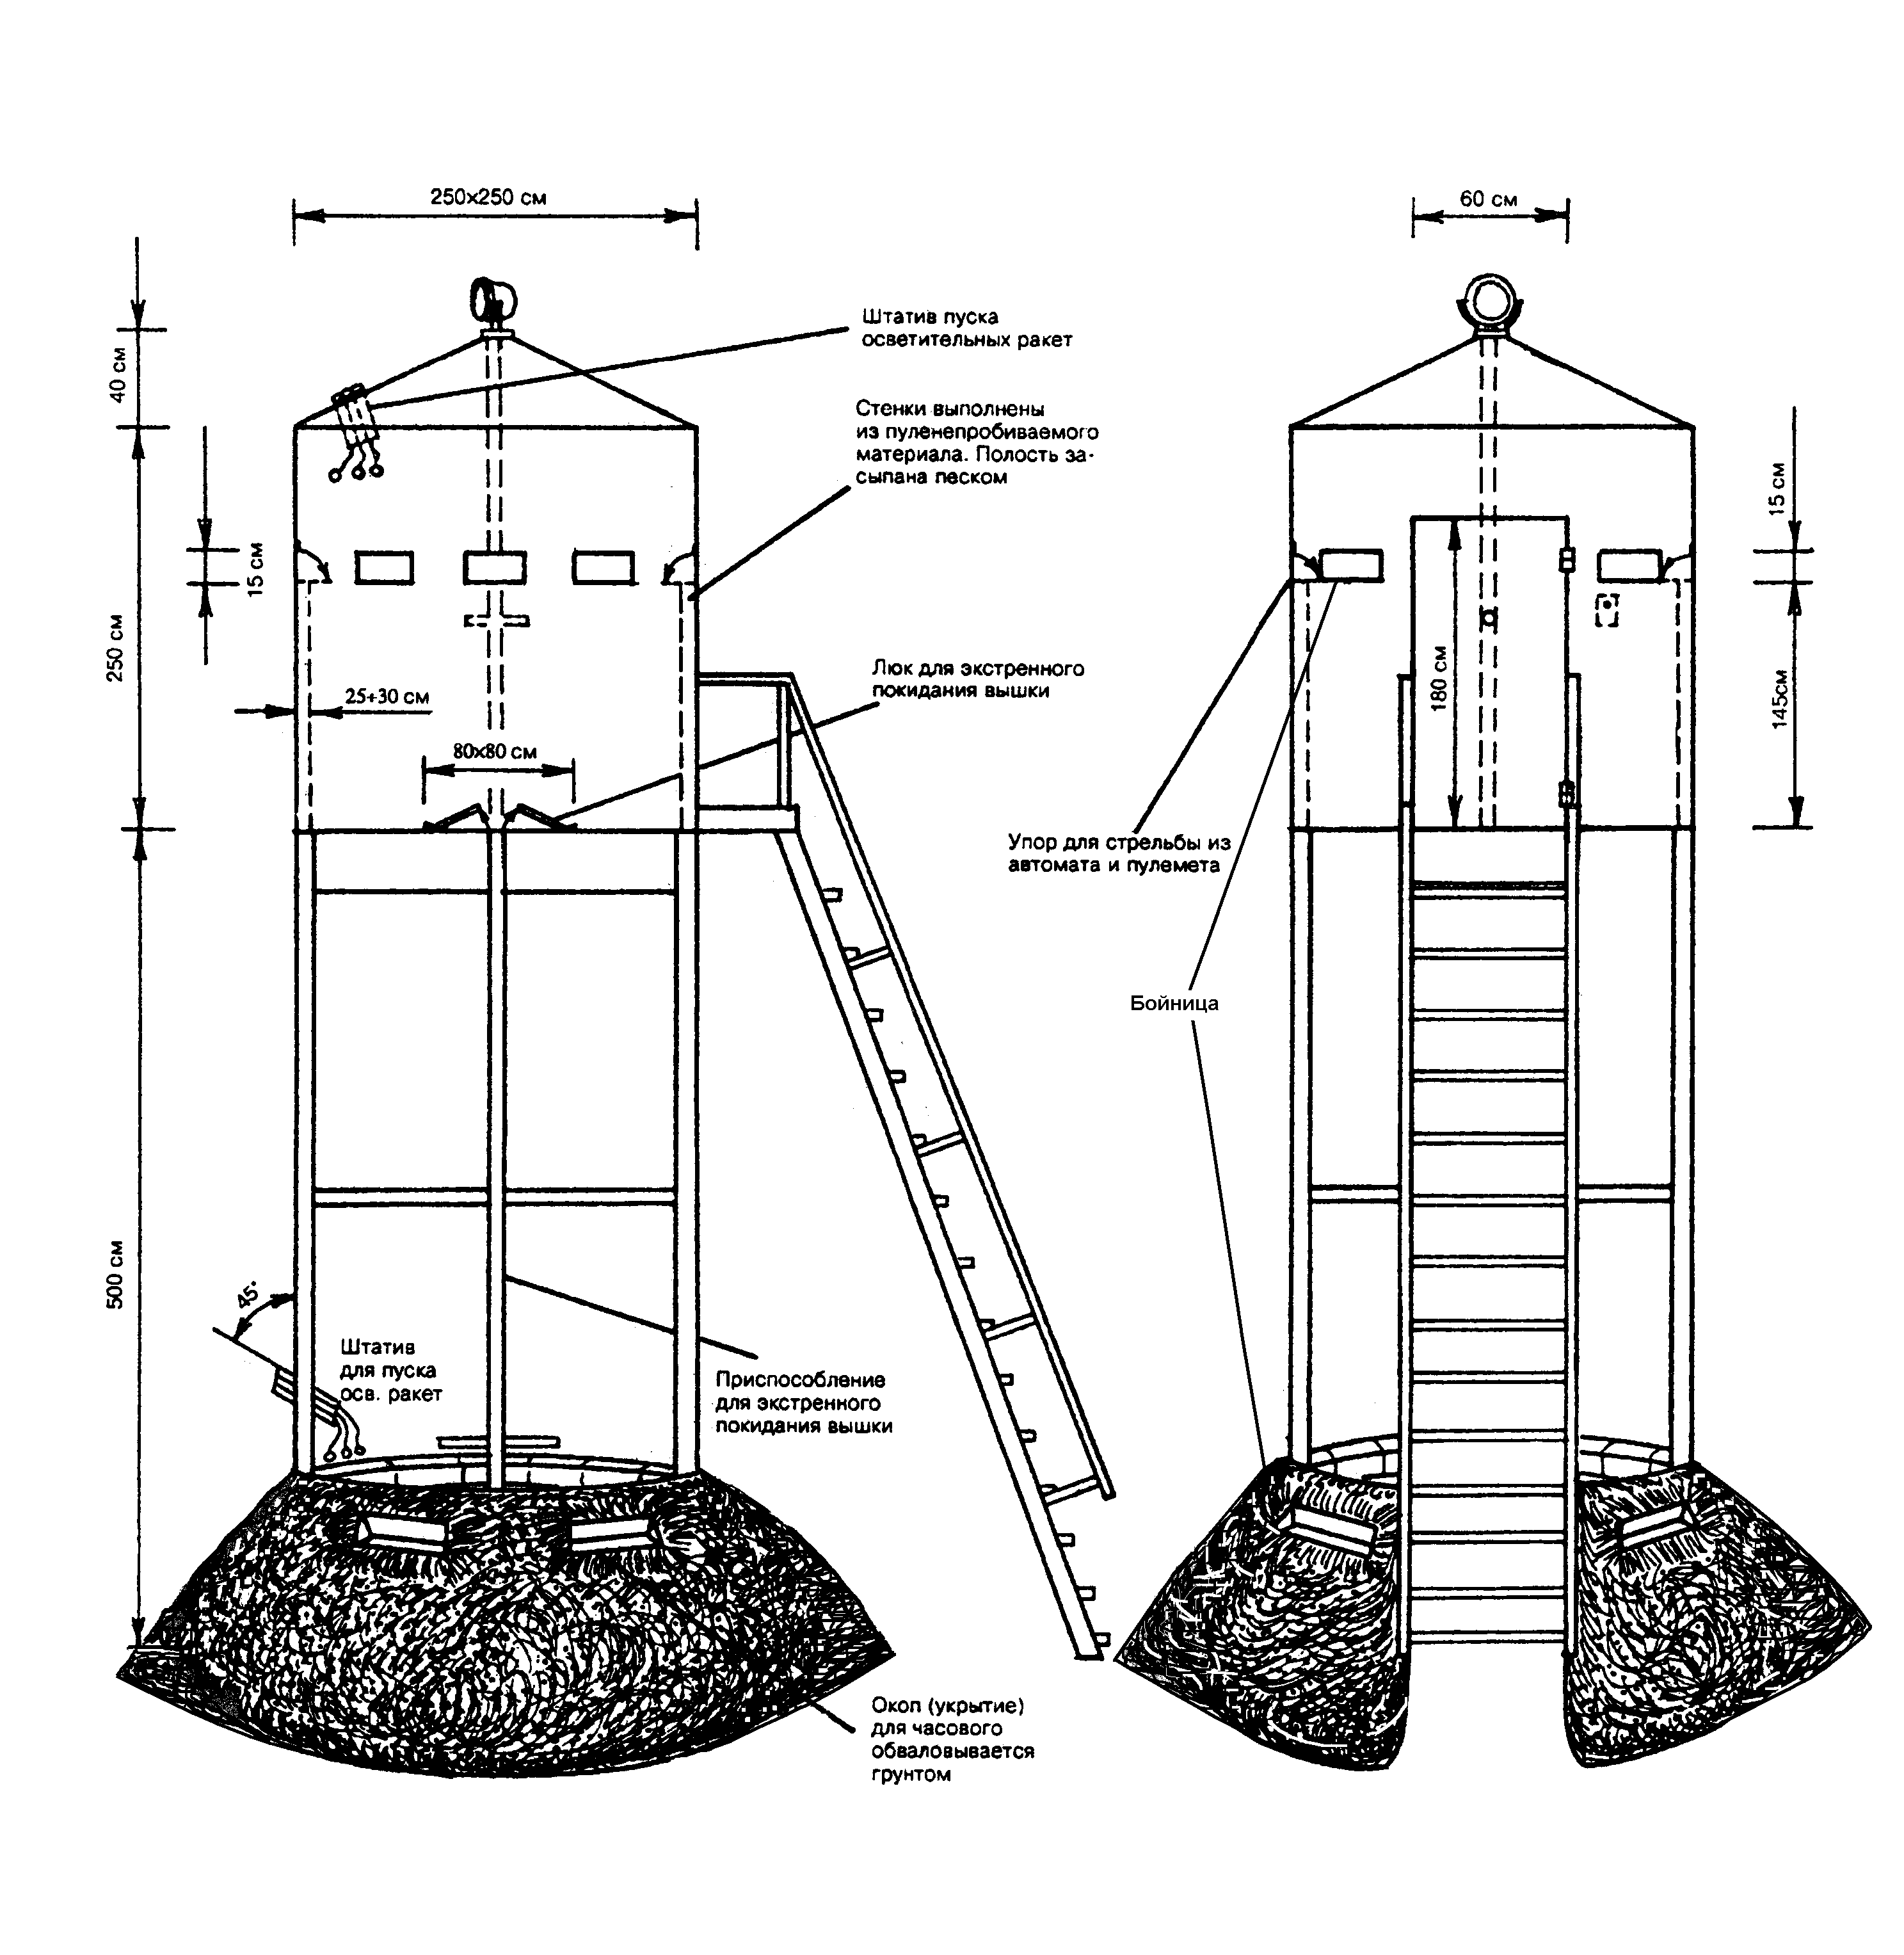 250х250 см
60 см
40 см
Штатив пуска
осветительных ракет
Стенки выполнены
из пуленепробиваемого
материала. Полость за-
сыпана песком
15 см
15 см
250 см
25+30 см
80х80 см
Люк для экстренного
покидания вышки
180 см
145см
Упор для стрельбы из
автомата и пулемета
Бойница
500 см
45°
Штатив
для пуска
осв. ракет
Приспособление
для экстренного
покидания вышки
Окоп (укрытие)
для часового
обваловывается
грунтом